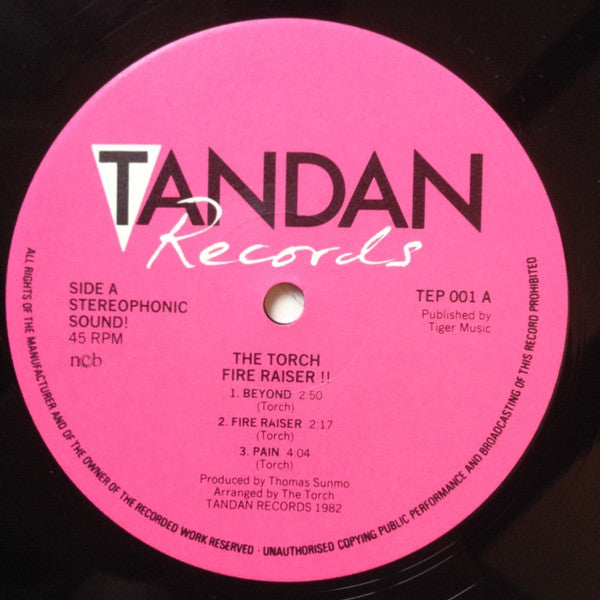 TANDAN
Records
SIDE A
STEREOPHONIC
SOUND!
45 RPM
ncb
TEP 001 A
Published by
Tiger Music
THE TORCH
FIRE RAISER !!
1. BEYOND 2:50
(Torch)
2. FIRE RAISER 2.17
(Torch)
3. PAIN 4:04
(Torch)
Produced by Thomas Sunmo
Arranged by The Torch
TANDAN RECORDS 1982
ALL RIGHTS OF THE MANUFACTURER AND OF THE OWNER OF THE RECORDED WORK RESERVED · UNAUTHORISED COPYING PUBLIC PERFORMANCE AND BROADCASTING OF THIS RECORD PROHIBITED